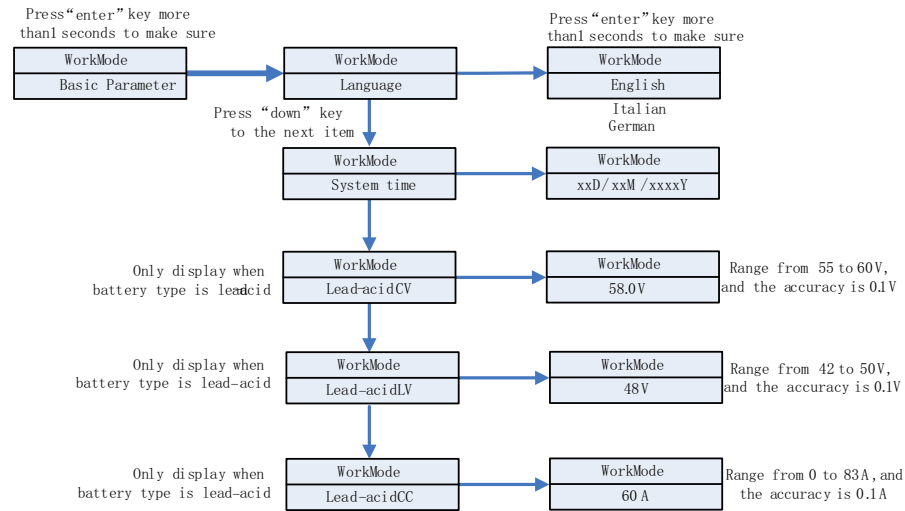 Press“enter”key more
than1 seconds to make sure
Press“enter”key more
than1 seconds to make sure
WorkMode
Basic Parameter
WorkMode
Language
WorkMode
English
Italian
German
Press “down” key
to the next item
WorkMode
System time
WorkMode
xxD/xxM/xxxxY
Only display when
battery type is lead-acid
WorkMode
Lead-acidCV
WorkMode
58.0V
Range from 55 to 60V,
and the accuracy is 0.1V
Only display when
battery type is lead-acid
WorkMode
Lead-acidLV
WorkMode
48V
Range from 42 to 50V,
and the accuracy is 0.1V
Only display when
battery type is lead-acid
WorkMode
Lead-acidCC
WorkMode
60A
Range from 0 to 83A, and
the accuracy is 0.1A